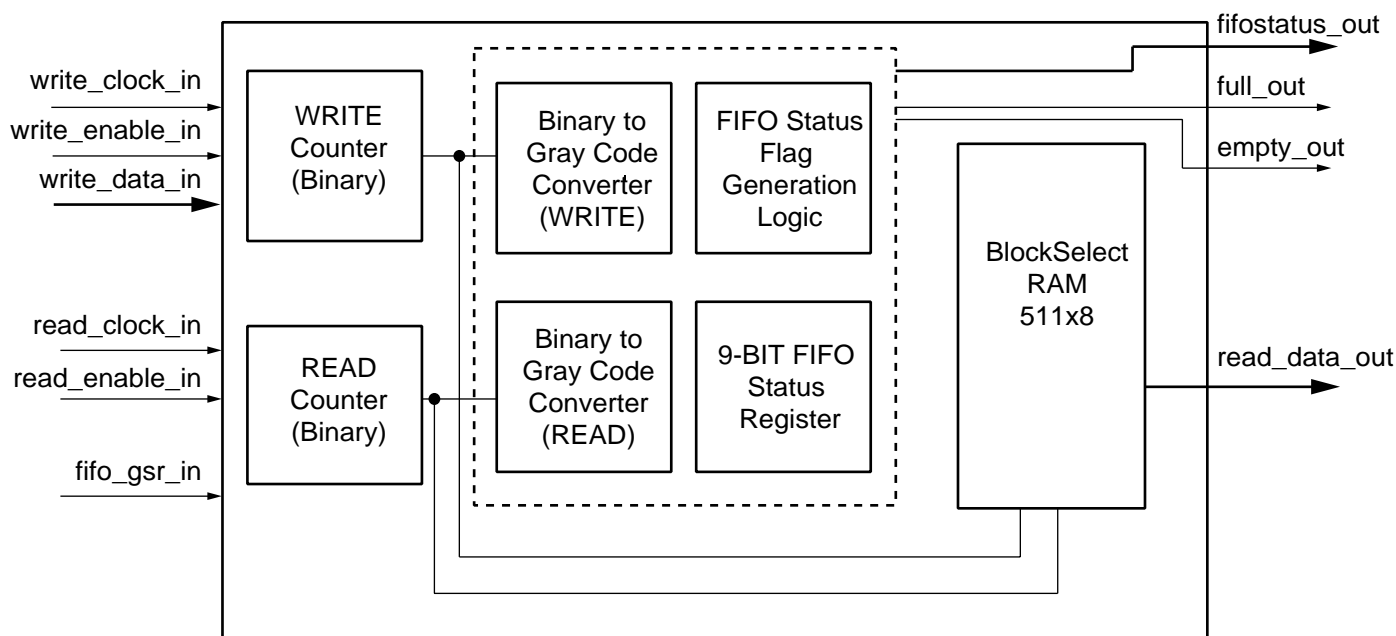 fifostatus_out
write_clock_in
full_out
write_enable_in
empty_out
write_data_in
WRITE
Counter
(Binary)
Binary to
Gray Code
Converter
(WRITE)
FIFO Status
Flag
Generation
Logic
BlockSelect
RAM
511x8
read_clock_in
read_enable_in
fifo_gsr_in
READ
Counter
(Binary)
Binary to
Gray Code
Converter
(READ)
9-BIT FIFO
Status
Register
read_data_out